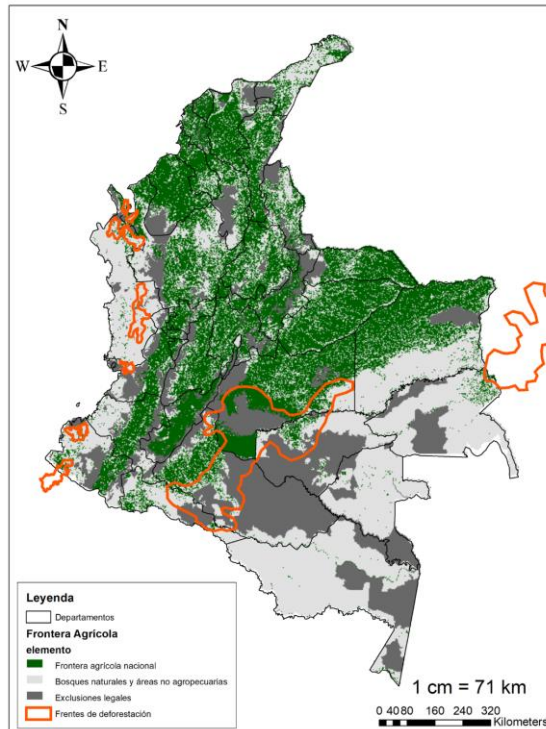 N
W E
S
Leyenda
Departamentos
Frontera Agrícola
elemento
Frontera agrícola nacional
Bosques naturales y áreas no agropecuarias
Exclusiones legales
Frentes de deforestación
1 cm = 71 km
0 40 80 160 240 320
Kilometers